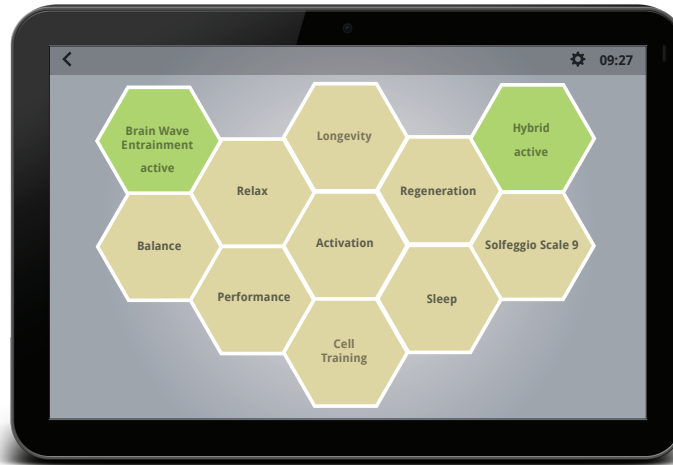 09:27
Brain Wave
Entrainment
active
Longevity
Hybrid
active
Relax
Regeneration
Balance
Activation
Solfeggio Scale 9
Performance
Sleep
Cell
Training